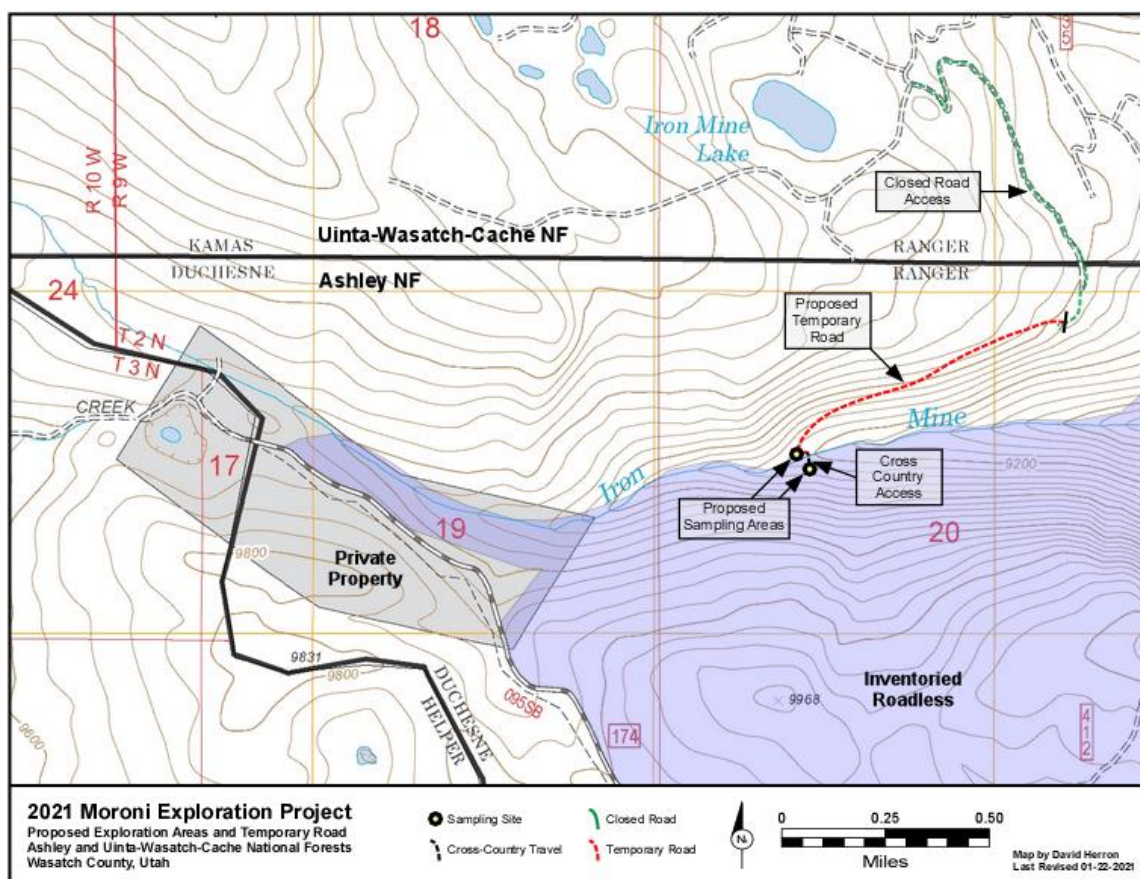 18
335
Iron Mine
Lake
Closed Road
Access
R 10 W
R 9 W
Uinta-Wasatch-Cache NF
KAMAS
RANGER
DUCHESNE
RANGER
Ashley NF
24
Proposed
Temporary
Road
T 2 N
T 3 N
CREEK
Mine
17
Iron
Cross
Country
Access
9200
Proposed
Sampling Areas
19
20
9800
Private
Property
9831
9800
DUCHESNE
HELPER
095SB
Inventoried
Roadless
9968
9600
174
412
2021 Moroni Exploration Project
Proposed Exploration Areas and Temporary Road
Ashley and Uinta-Wasatch-Cache National Forests
Wasatch County, Utah
Sampling Site
Closed Road
Cross-Country Travel
Temporary Road
N
0 0.25 0.50
Miles
Map by David Herron
Last Revised 01-22-2021